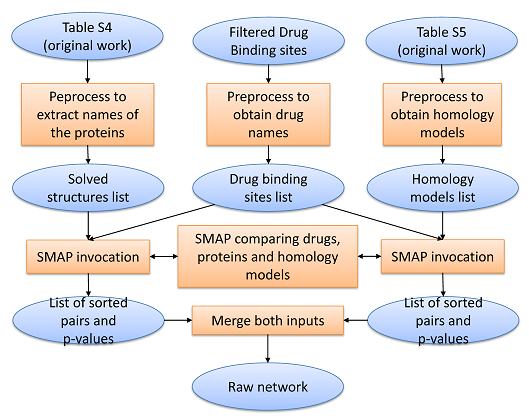 Table S4
(original work)
Filtered Drug
Binding sites
Table S5
(original work)
Peprocess to
extract names of
the proteins
Preprocess to
obtain drug
names
Preprocess to
obtain homology
models
Solved
structures list
Drug binding
sites list
Homology
models list
SMAP invocation
SMAP comparing drugs,
proteins and homology
models
SMAP invocation
List of sorted
pairs and
p-values
Merge both inputs
List of sorted
pairs and
p-values
Raw network